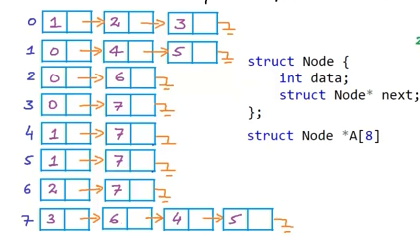 0 1 2 3
1 0 4 5
2 0 6
3 0 7
4 1 7
5 1 7
6 2 7
7 3 6 4 5
struct Node {
int data;
struct Node* next;
};
struct Node *A[8]